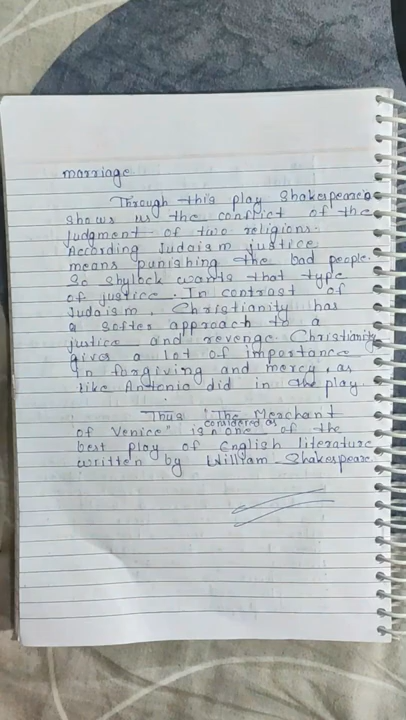 marriage.
Through this play Shakespeare
shows us the conflict of the
judgment of two religions.
According Judaism justice
means punishing the bad people.
So Shylock wants that type
of justice. In contrast of
Judaism, Christianity has
a softer approach to a
justice and revenge. Christianity
gives a lot of importance
in forgiving and mercy, as
like Antonio did in the play.
Thus "The Merchant
of Venice" is considered as one of the
best play of English literature
written by William Shakespeare.